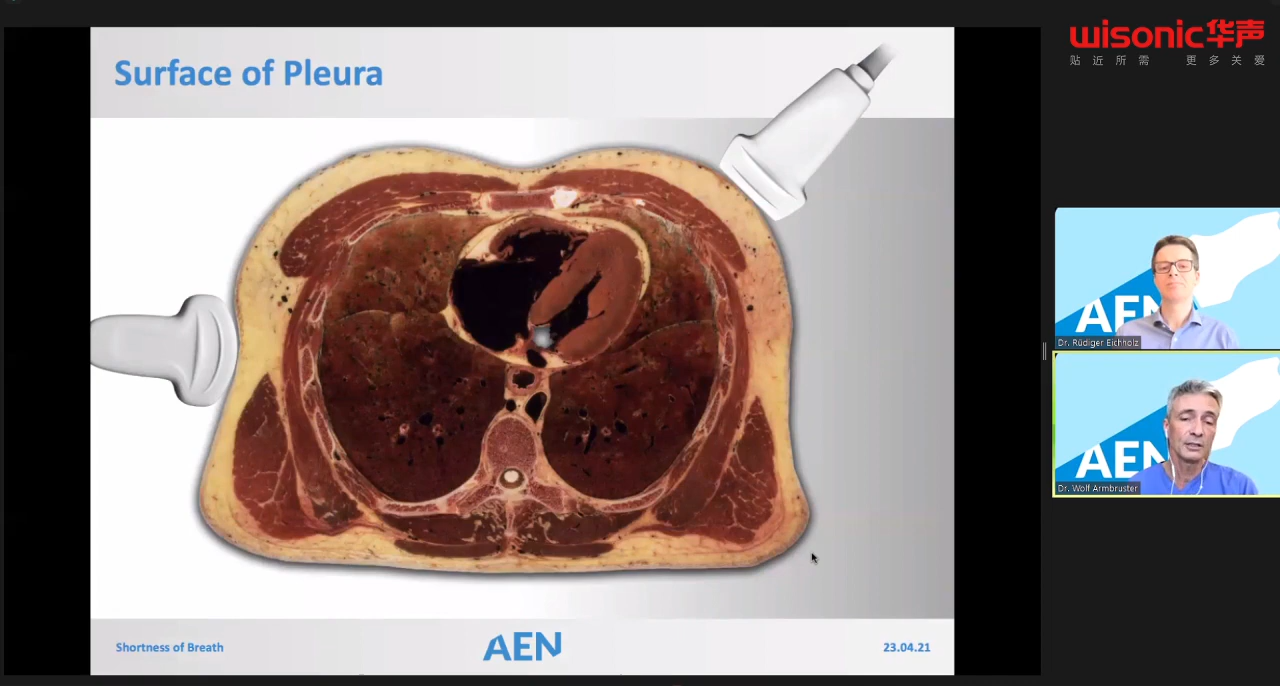 Surface of Pleura
Shortness of Breath
AEN
23.04.21
wisonic华声
贴近所需 更多关爱
AEN
Dr. Rüdiger Eichholz
AEN
Dr. Wolf Armbruster